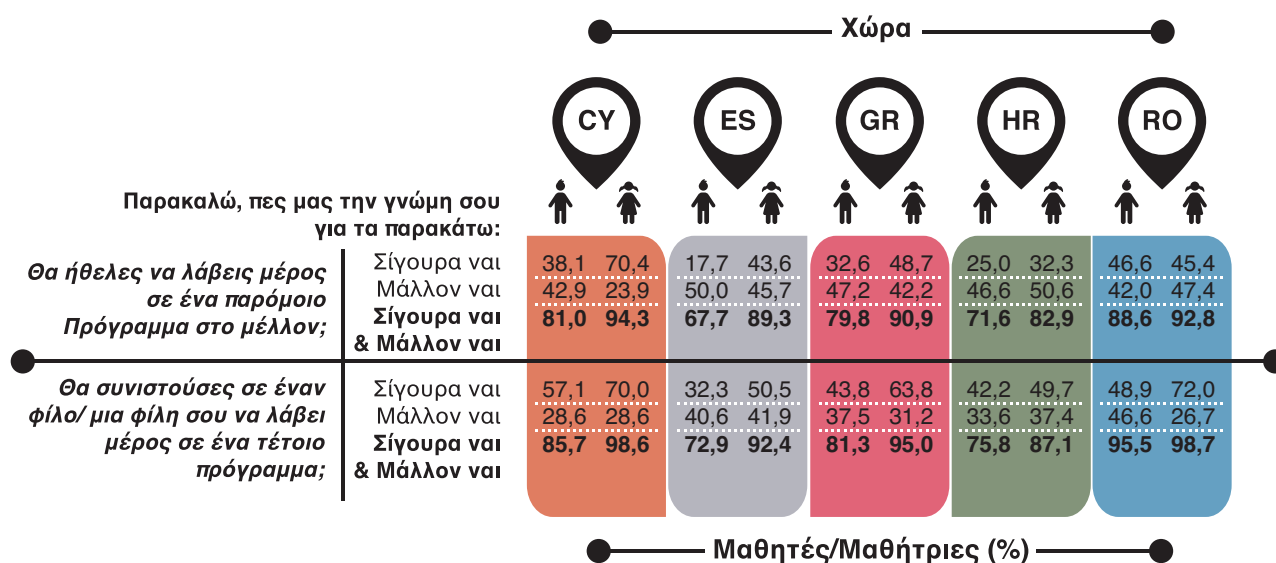 Χώρα
CY ES GR HR RO
Παρακαλώ, πες μας την γνώμη σου
για τα παρακάτω:
Θα ήθελες να λάβεις μέρος
σε ένα παρόμοιο
Πρόγραμμα στο μέλλον;
Σίγουρα ναι 38,1 70,4 17,7 43,6 32,6 48,7 25,0 32,3 46,6 45,4
Μάλλον ναι 42,9 23,9 50,0 45,7 47,2 42,2 46,6 50,6 42,0 47,4
Σίγουρα ναι 81,0 94,3 67,7 89,3 79,8 90,9 71,6 82,9 88,6 92,8
& Μάλλον ναι
Θα συνιστούσες σε έναν
φίλο/ μια φίλη σου να λάβει
μέρος σε ένα τέτοιο
πρόγραμμα;
Σίγουρα ναι 57,1 70,0 32,3 50,5 43,8 63,8 42,2 49,7 48,9 72,0
Μάλλον ναι 28,6 28,6 40,6 41,9 37,5 31,2 33,6 37,4 46,6 26,7
Σίγουρα ναι 85,7 98,6 72,9 92,4 81,3 95,0 75,8 87,1 95,5 98,7
& Μάλλον ναι
Μαθητές/Μαθήτριες (%)